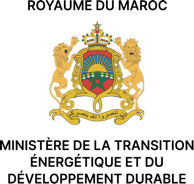 ROYAUME DU MAROC
MINISTÈRE DE LA TRANSITION
ÉNERGÉTIQUE ET DU
DÉVELOPPEMENT DURABLE